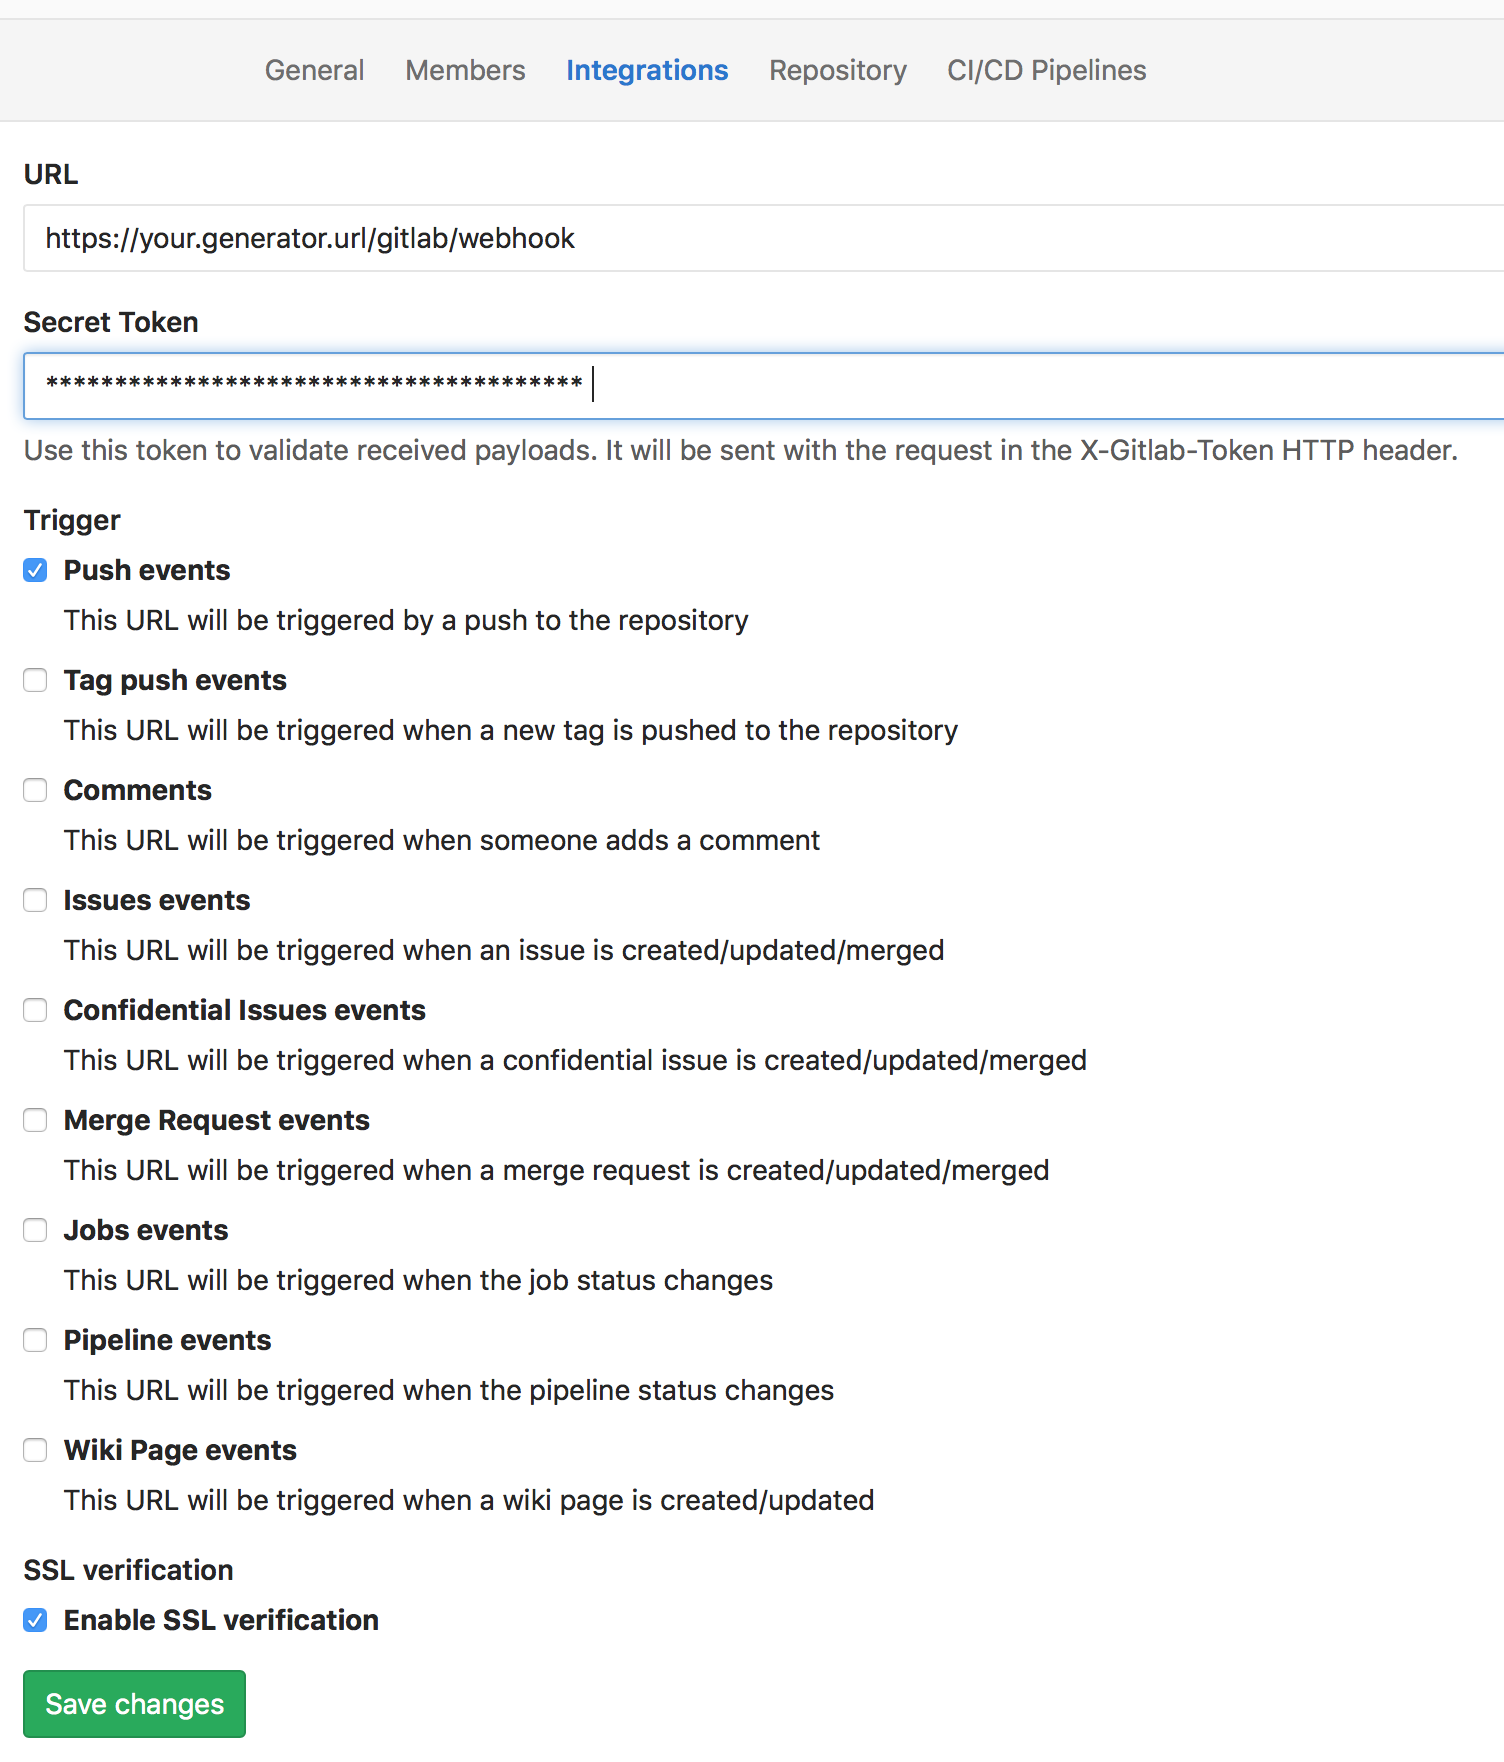 General Members Integrations Repository CI/CD Pipelines
URL
https://your.generator.url/gitlab/webhook
Secret Token
***************************************
Use this token to validate received payloads. It will be sent with the request in the X-Gitlab-Token HTTP header.
Trigger
Push events
This URL will be triggered by a push to the repository
Tag push events
This URL will be triggered when a new tag is pushed to the repository
Comments
This URL will be triggered when someone adds a comment
Issues events
This URL will be triggered when an issue is created/updated/merged
Confidential Issues events
This URL will be triggered when a confidential issue is created/updated/merged
Merge Request events
This URL will be triggered when a merge request is created/updated/merged
Jobs events
This URL will be triggered when the job status changes
Pipeline events
This URL will be triggered when the pipeline status changes
Wiki Page events
This URL will be triggered when a wiki page is created/updated
SSL verification
Enable SSL verification
Save changes